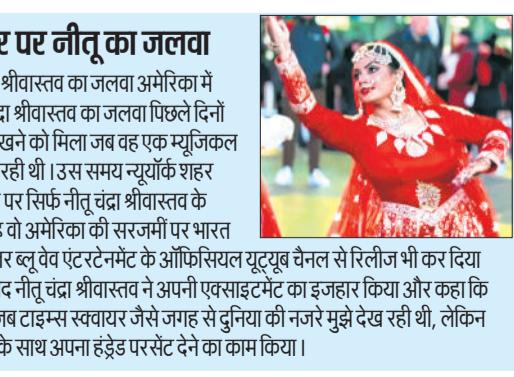 र पर नीतू का जलवा
श्रीवास्तव का जलवा अमेरिका में
द्रा श्रीवास्तव का जलवा पिछले दिनों
खने को मिला जब वह एक म्यूजिकल
रही थी । उस समय न्यूयॉर्क शहर
पर सिर्फ नीतू चंद्रा श्रीवास्तव के
वो अमेरिका की सरजमीं पर भारत
र ब्लू वेव एंटरटेनमेंट के ऑफिसियल यूट्यूब चैनल से रिलीज भी कर दिया
द नीतू चंद्रा श्रीवास्तव ने अपनी एक्साइटमेंट का इजहार किया और कहा कि
जब टाइम्स स्क्वायर जैसे जगह से दुनिया की नजरे मुझे देख रही थी, लेकिन
के साथ अपना हंड्रेड परसेंट देने का काम किया ।